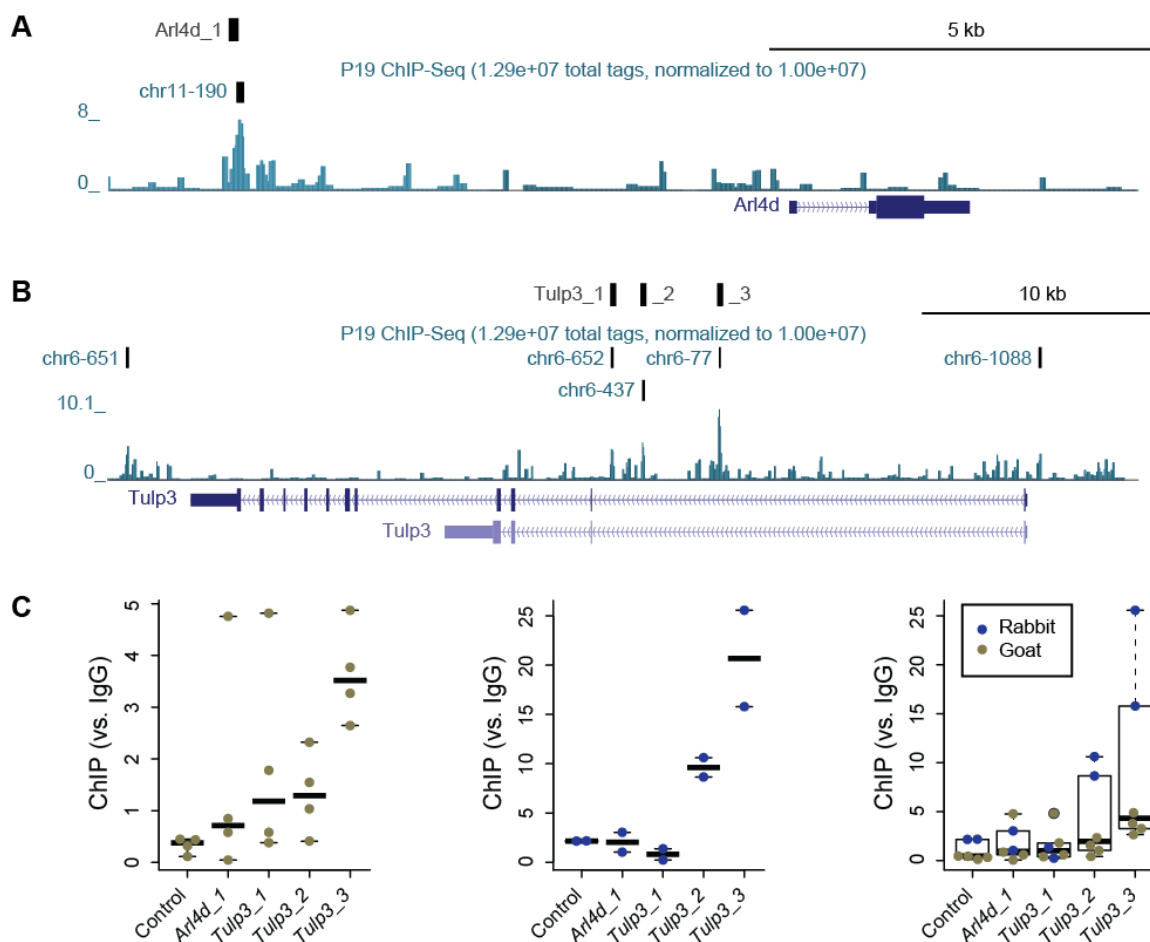 A
Arl4d_1
5 kb
P19 ChIP-Seq (1.29e+07 total tags, normalized to 1.00e+07)
chr11-190
8_
0_
Arl4d
B
Tulp3_1 _2 _3
10 kb
P19 ChIP-Seq (1.29e+07 total tags, normalized to 1.00e+07)
chr6-651 chr6-652 chr6-77 chr6-1088
chr6-437
10.1_
0_
Tulp3
Tulp3
C
ChIP (vs. IgG)
5
4
3
2
1
0
Control Arl4d_1 Tulp3_1 Tulp3_2 Tulp3_3
ChIP (vs. IgG)
25
20
15
10
5
0
Control Arl4d_1 Tulp3_1 Tulp3_2 Tulp3_3
ChIP (vs. IgG)
25
20
15
10
5
0
Rabbit
Goat
Control Arl4d_1 Tulp3_1 Tulp3_2 Tulp3_3